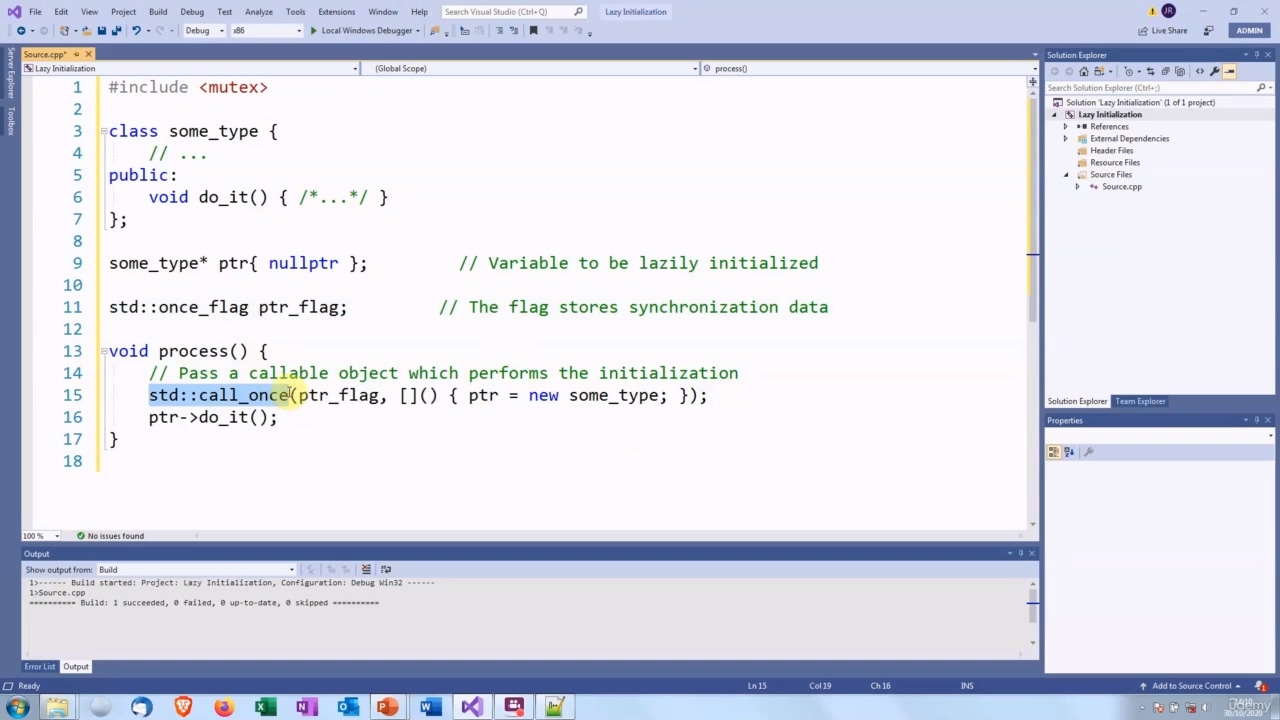 File Edit View Project Build Debug Test Analyze Tools Extensions Window Help Search Visual Studio (Ctrl+Q) Lazy Initialization JR
Debug x86 Local Windows Debugger Live Share ADMIN
Server Explorer
Toolbox
Source.cpp*
Lazy Initialization (Global Scope) process()
1 #include <mutex>
2
3 class some_type {
4 // ...
5 public:
6 void do_it() { /*...*/ }
7 };
8
9 some_type* ptr{ nullptr }; // Variable to be lazily initialized
10
11 std::once_flag ptr_flag; // The flag stores synchronization data
12
13 void process() {
14 // Pass a callable object which performs the initialization
15 std::call_once(ptr_flag, []() { ptr = new some_type; });
16 ptr->do_it();
17 }
18
100 % No issues found
Output
Show output from: Build
1>------ Build started: Project: Lazy Initialization, Configuration: Debug Win32 ------
1>Source.cpp
========== Build: 1 succeeded, 0 failed, 0 up-to-date, 0 skipped ==========
Error List Output
Solution Explorer
Search Solution Explorer (Ctrl+;)
Solution 'Lazy Initialization' (1 of 1 project)
Lazy Initialization
References
External Dependencies
Header Files
Resource Files
Source Files
Source.cpp
Solution Explorer Team Explorer
Properties
Ready Ln 15 Col 19 Ch 16 INS Add to Source Control 1
30/10/2020
Udemy